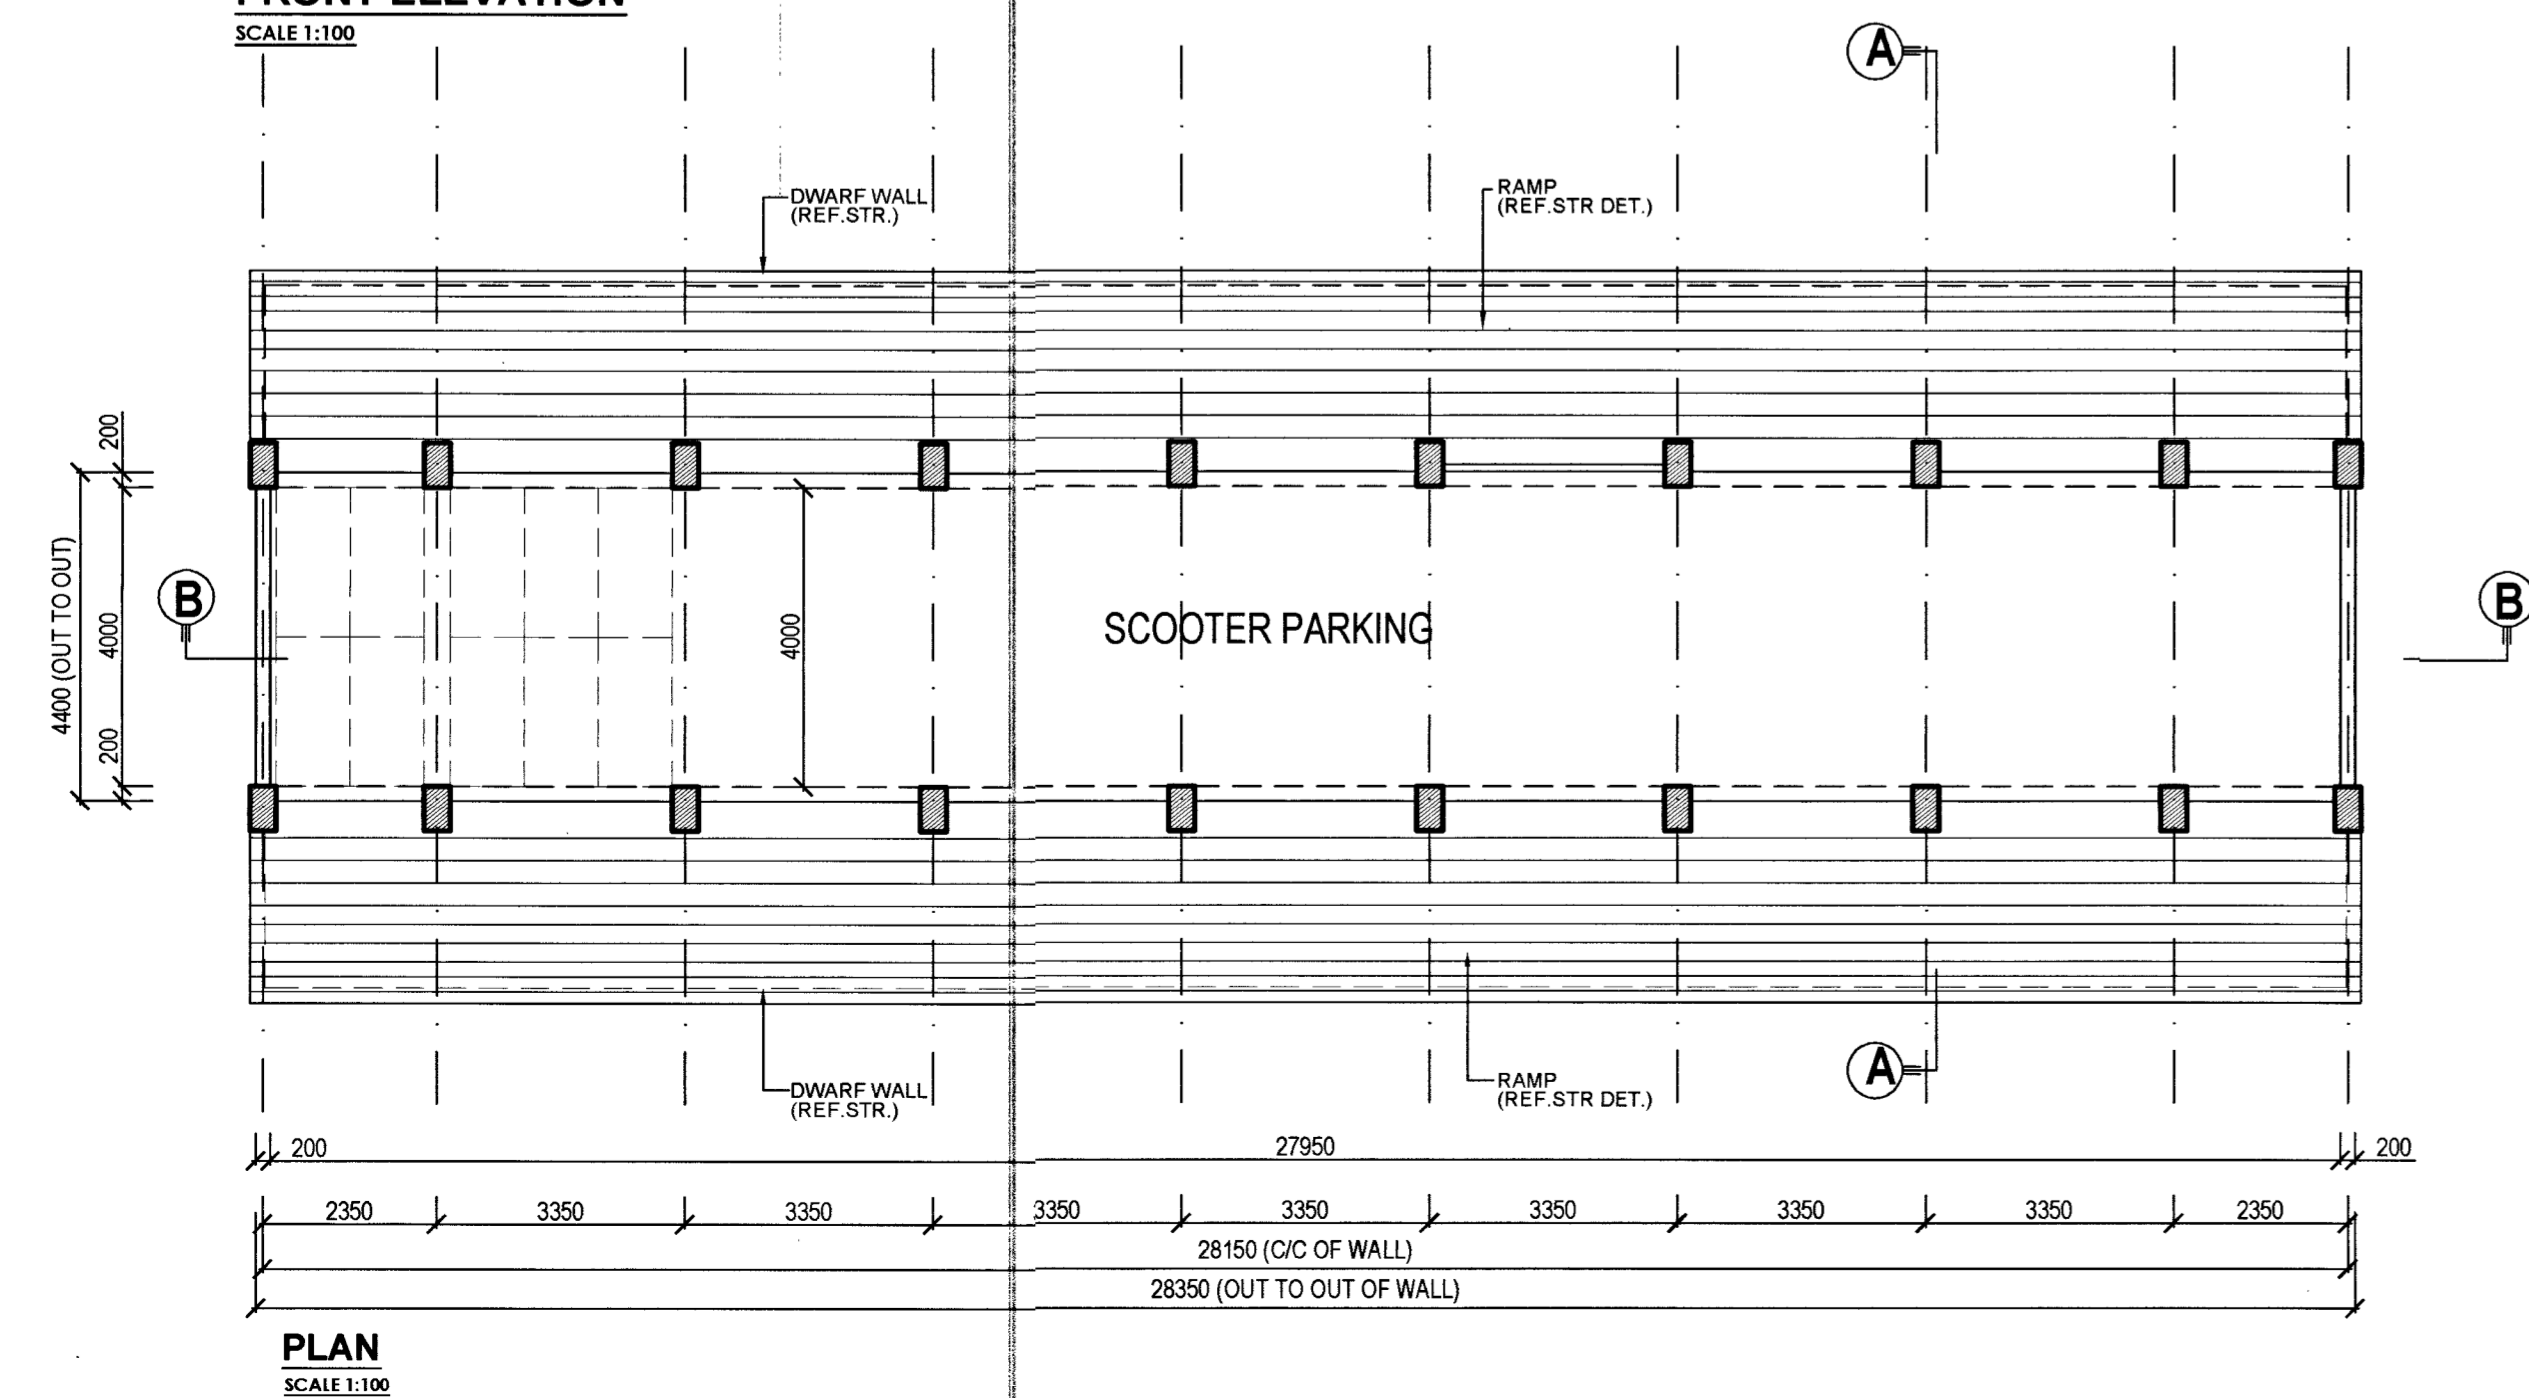 FRONT ELEVATION
SCALE 1:100
A
DWARF WALL
(REF.STR.)
RAMP
(REF.STR DET.)
200
4000
200
4400 (OUT TO OUT)
B
4000
SCOOTER PARKING
B
DWARF WALL
(REF.STR.)
RAMP
(REF.STR DET.)
A
200
27950
200
2350
3350
3350
3350
3350
3350
3350
3350
2350
28150 (C/C OF WALL)
28350 (OUT TO OUT OF WALL)
PLAN
SCALE 1:100